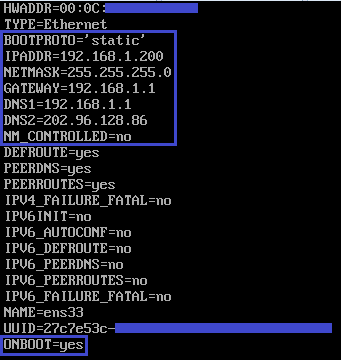 HWADDR=00:0C:
TYPE=Ethernet
BOOTPROTO='static'
IPADDR=192.168.1.200
NETMASK=255.255.255.0
GATEWAY=192.168.1.1
DNS1=192.168.1.1
DNS2=202.96.128.86
NM_CONTROLLED=no
DEFROUTE=yes
PEERDNS=yes
PEERROUTES=yes
IPV4_FAILURE_FATAL=no
IPV6INIT=no
IPV6_AUTOCONF=no
IPV6_DEFROUTE=no
IPV6_PEERDNS=no
IPV6_PEERROUTES=no
IPV6_FAILURE_FATAL=no
NAME=ens33
UUID=27c7e53c-
ONBOOT=yes